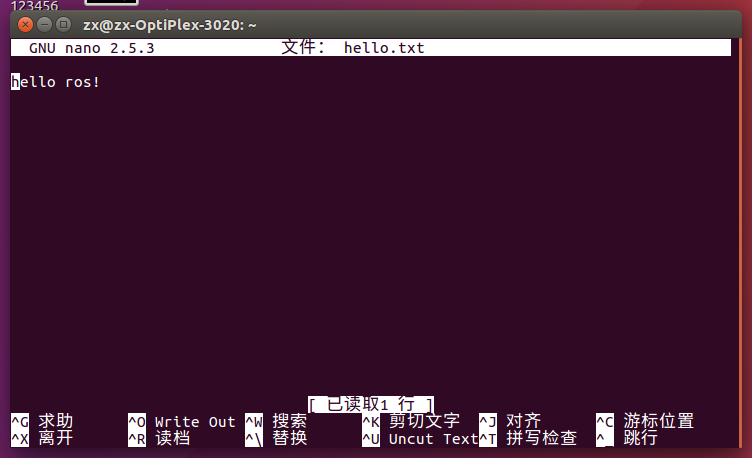 123456
zx@zx-OptiPlex-3020: ~
GNU nano 2.5.3 文件： hello.txt
hello ros!
[ 已读取1 行 ]
^G 求助 ^O Write Out ^W 搜索 ^K 剪切文字 ^J 对齐 ^C 游标位置
^X 离开 ^R 读档 ^\ 替换 ^U Uncut Text ^T 拼写检查 ^_ 跳行